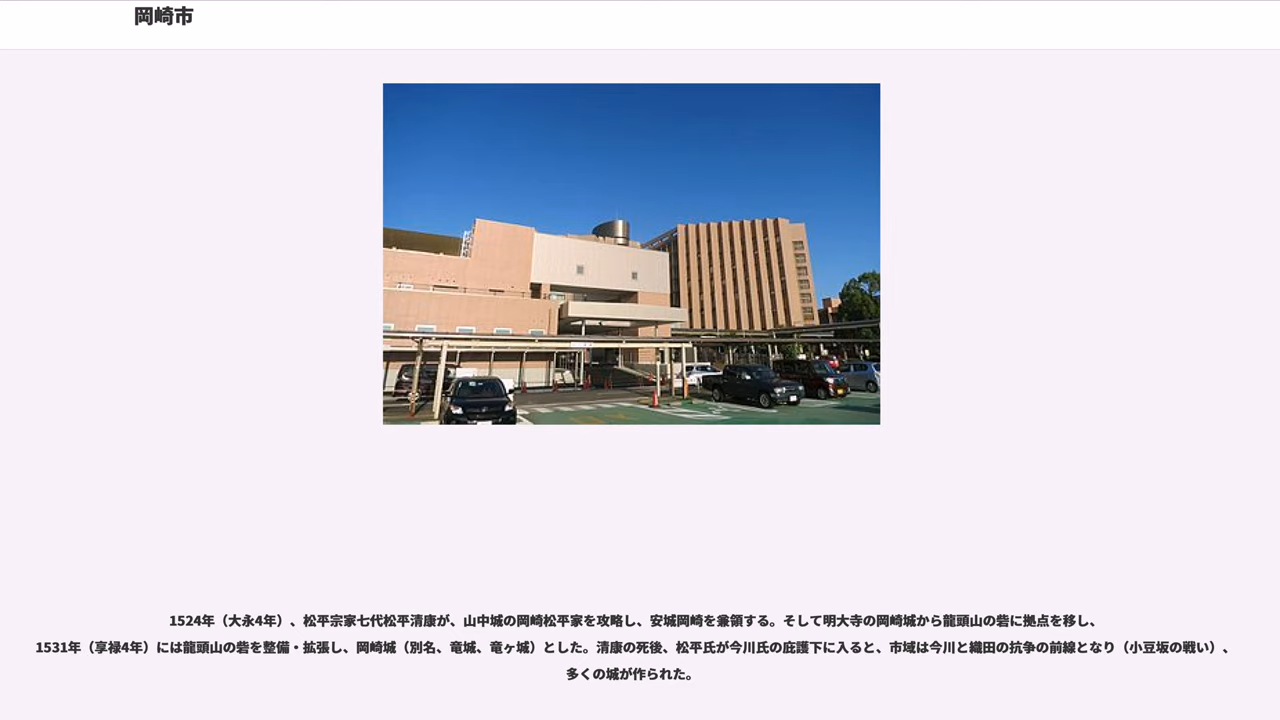 岡崎市
1524年（大永4年）、松平宗家七代松平清康が、山中城の岡崎松平家を攻略し、安城岡崎を兼領する。そして明大寺の岡崎城から龍頭山の砦に拠点を移し、
1531年（享禄4年）には龍頭山の砦を整備・拡張し、岡崎城（別名、竜城、竜ヶ城）とした。清康の死後、松平氏が今川氏の庇護下に入ると、市域は今川と織田の抗争の前線となり（小豆坂の戦い）、
多くの城が作られた。